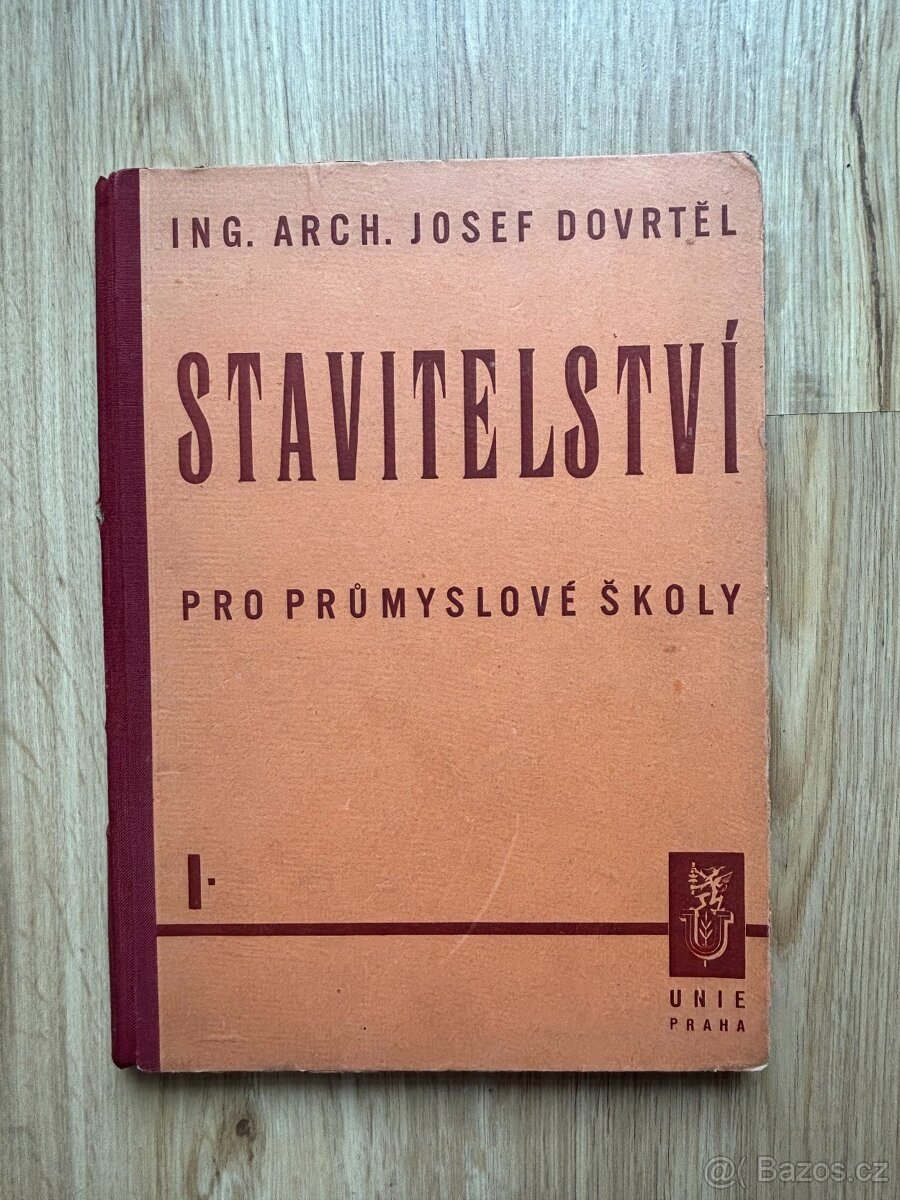 ING. ARCH. JOSEF DOVRTĚL
STAVITELSTVÍ
PRO PRŮMYSLOVÉ ŠKOLY
I.
U
UNIE
PRAHA
@ Bazos.cz